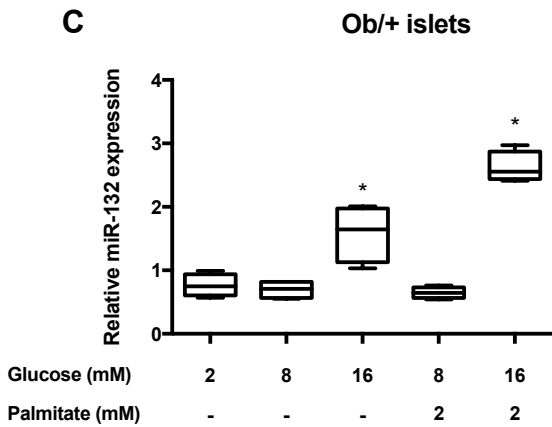 C Ob/+ islets
Relative miR-132 expression
4
3
2
1
0
*
*
Glucose (mM) 2 8 16 8 16
Palmitate (mM) - - - 2 2